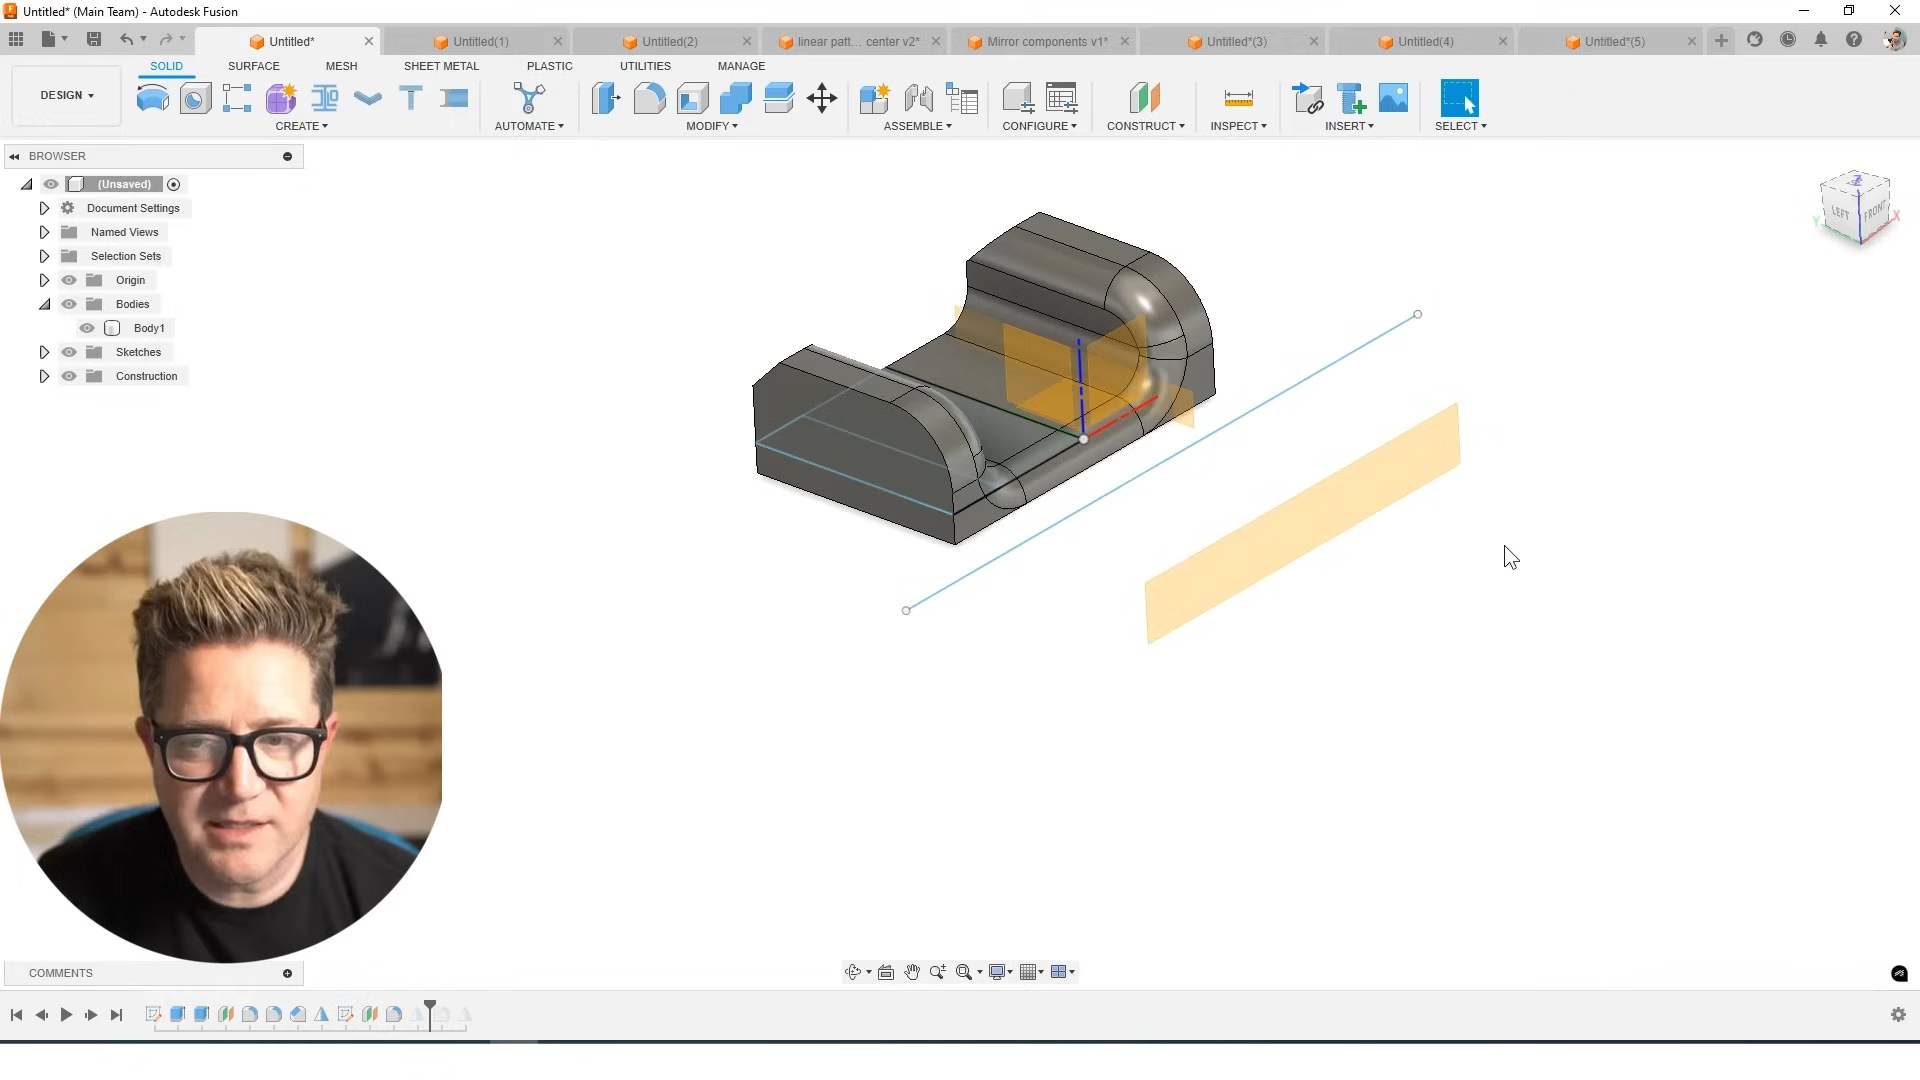 Untitled* (Main Team) - Autodesk Fusion
Untitled*
Untitled(1)
Untitled(2)
linear patt... center v2*
Mirror components v1*
Untitled*(3)
Untitled(4)
Untitled*(5)
SOLID
SURFACE
MESH
SHEET METAL
PLASTIC
UTILITIES
MANAGE
DESIGN
CREATE
AUTOMATE
MODIFY
ASSEMBLE
CONFIGURE
CONSTRUCT
INSPECT
INSERT
SELECT
BROWSER
(Unsaved)
Document Settings
Named Views
Selection Sets
Origin
Bodies
Body1
Sketches
Construction
Z
LEFT
FRONT
X
Y
COMMENTS